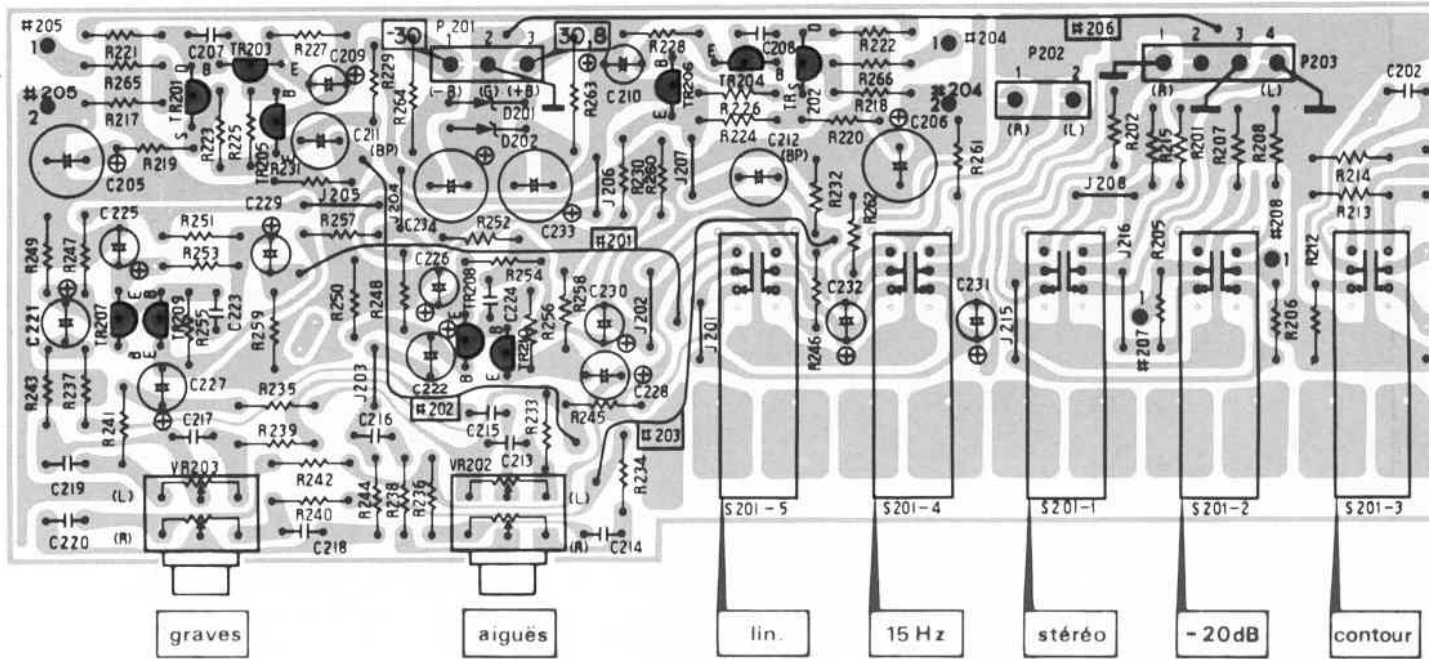 #205
1
R221
C207
TR203
R227
C209
-30
P 201
1
2
3
30,8
R228
E
C208
R222
1
#204
#206
P202
1
2
1
2
3
4
P203
C202
R265
TR201
D
B
E
R229
R264
(-B)
(G)
(+B)
R263
C210
TR206
B
TR204
B
D
R266
#205
2
R217
S
R223
R225
B
TR205
C211
(BP)
D201
D202
E
R226
R224
TR
S
202
R218
#204
2
C206
(R)
(L)
(R)
(L)
R202
R215
R201
R207
R208
R219
C205
R231
J205
J204
C234
C233
J206
R230
R260
J207
C212
(BP)
R220
R232
R262
R261
J208
R214
R213
R249
R247
C225
R251
R253
C229
R257
R252
#201
J216
R205
#208
1
R212
R250
R248
C226
TR208
R254
C224
R258
R256
C230
J202
J201
C232
C231
J215
#207
1
R206
C221
TR207
B
E
B
E
TR209
R255
C223
R259
C222
E
B
B
E
C228
R246
R243
R237
R241
C227
R235
J203
#202
R233
R245
#203
C217
R239
C216
C215
C213
R234
C219
VR203
(L)
R242
R244
R238
R236
VR202
(L)
S201-5
S201-4
S201-1
S201-2
S201-3
C220
(R)
R240
C218
(R)
C214
graves
aiguës
lin.
15 Hz
stéréo
- 20dB
contour